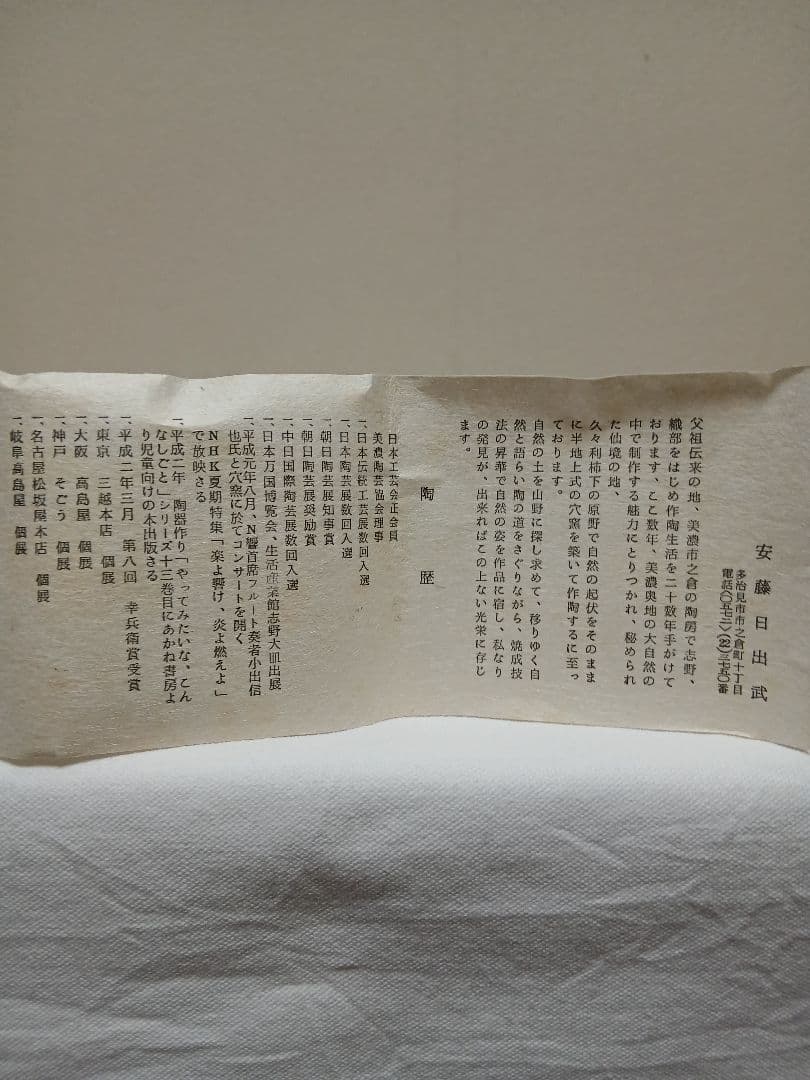 安藤日出武
多治見市市之倉町十丁目
電話(〇五七二)(22)三七五〇番
父祖伝来の地、美濃市之倉の陶房で志野、
織部をはじめ作陶生活を二十数年手がけて
おります、ここ数年、美濃奥地の大自然の
中で制作する魅力にとりつかれ、秘められ
た仙境の地、
久々利柿下の原野で自然の起伏をそのまま
に半地上式の穴窯を築いて作陶するに至っ
ております。
自然の土を山野に探し求めて、移りゆく自
然と語らい陶の道をさぐりながら、焼成技
法の昇華で自然の姿を作品に宿し、私なり
の発見が、出来ればこの上ない光栄に存じ
ます。
陶歴
日本工芸会正会員
美濃陶芸協会理事
一、日本伝統工芸展数回入選
一、日本陶芸展数回入選
一、朝日陶芸展知事賞
一、朝日陶芸展奨励賞
一、中日国際陶芸展数回入選
一、日本万国博覧会、生活産業館志野大皿出展
一、平成元年八月、N響首席フルート奏者小出信
也氏と穴窯に於てコンサートを開く
NHK夏期特集「楽よ響け、炎よ燃えよ」
で放映さる
一、平成二年 陶器作り「やってみたいな、こん
なしごと」シリーズ十三巻目にあかね書房よ
り児童向けの本出版さる
一、平成二年三月 第八回 幸兵衛賞受賞
一、東京 三越本店 個展
一、大阪 高島屋 個展
一、神戸 そごう 個展
一、名古屋松坂屋本店 個展
一、岐阜高島屋 個展